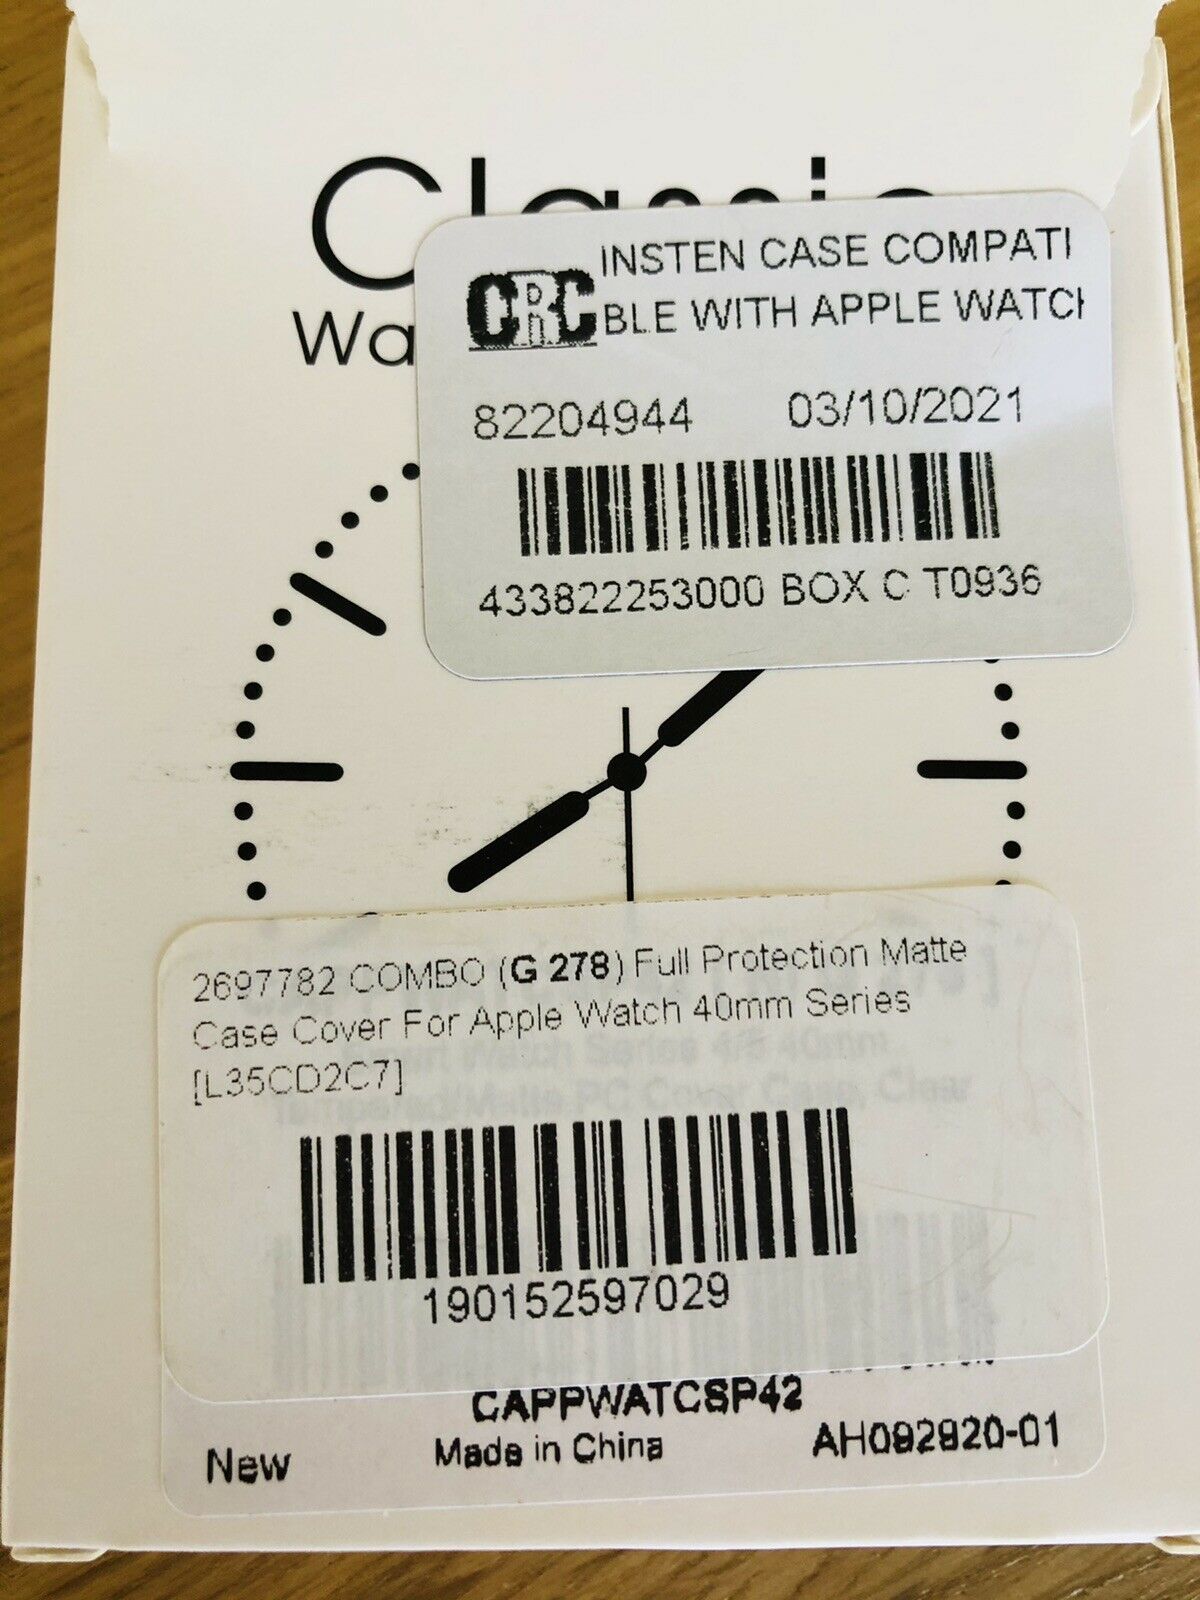 CRC
INSTEN CASE COMPATI
BLE WITH APPLE WATCH
82204944 03/10/2021
433822253000 BOX C T0936
2697782 COMBO (G 278) Full Protection Matte
Case Cover For Apple Watch 40mm Series
[L35CD2C7]
190152597029
CAPPWATCSP42
New Made in China AH092920-01